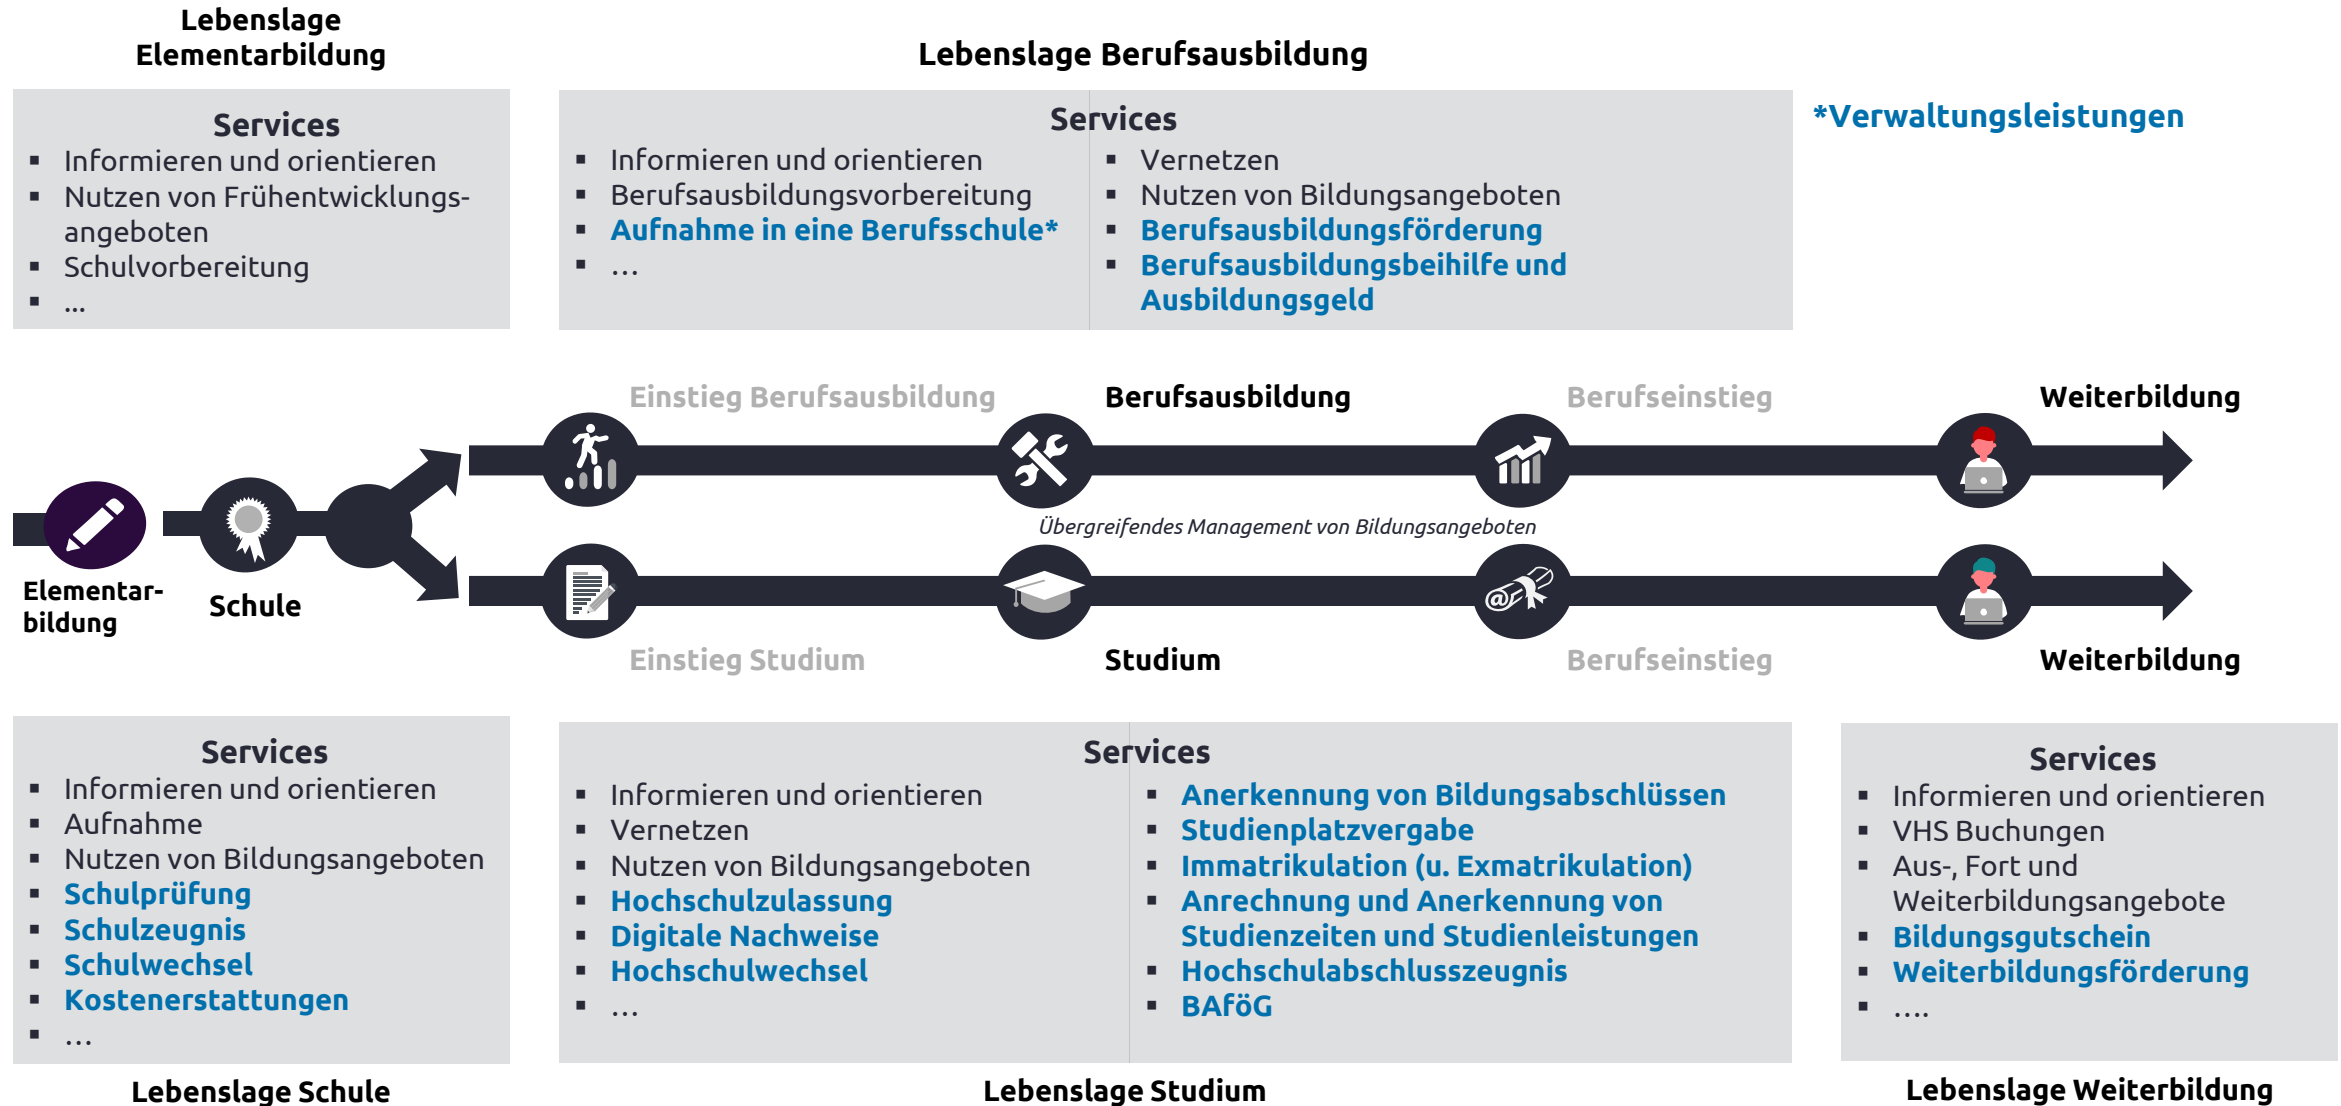 Lebenslage
Elementarbildung
Services
Informieren und orientieren
Nutzen von Frühentwicklungs-
angeboten
Schulvorbereitung
...
Lebenslage Berufsausbildung
Services
Informieren und orientieren
Berufsausbildungsvorbereitung
Aufnahme in eine Berufsschule*
…
Vernetzen
Nutzen von Bildungsangeboten
Berufsausbildungsförderung
Berufsausbildungsbeihilfe und
Ausbildungsgeld
*Verwaltungsleistungen
Einstieg Berufsausbildung
Berufsausbildung
Berufseinstieg
Weiterbildung
Übergreifendes Management von Bildungsangeboten
Elementar-
bildung
Schule
@
Einstieg Studium
Studium
Berufseinstieg
Weiterbildung
Services
Informieren und orientieren
Aufnahme
Nutzen von Bildungsangeboten
Schulprüfung
Schulzeugnis
Schulwechsel
Kostenerstattungen
…
Lebenslage Schule
Services
Informieren und orientieren
Vernetzen
Nutzen von Bildungsangeboten
Hochschulzulassung
Digitale Nachweise
Hochschulwechsel
…
Anerkennung von Bildungsabschlüssen
Studienplatzvergabe
Immatrikulation (u. Exmatrikulation)
Anrechnung und Anerkennung von
Studienzeiten und Studienleistungen
Hochschulabschlusszeugnis
BAföG
Lebenslage Studium
Services
Informieren und orientieren
VHS Buchungen
Aus-, Fort und
Weiterbildungsangebote
Bildungsgutschein
Weiterbildungsförderung
….
Lebenslage Weiterbildung